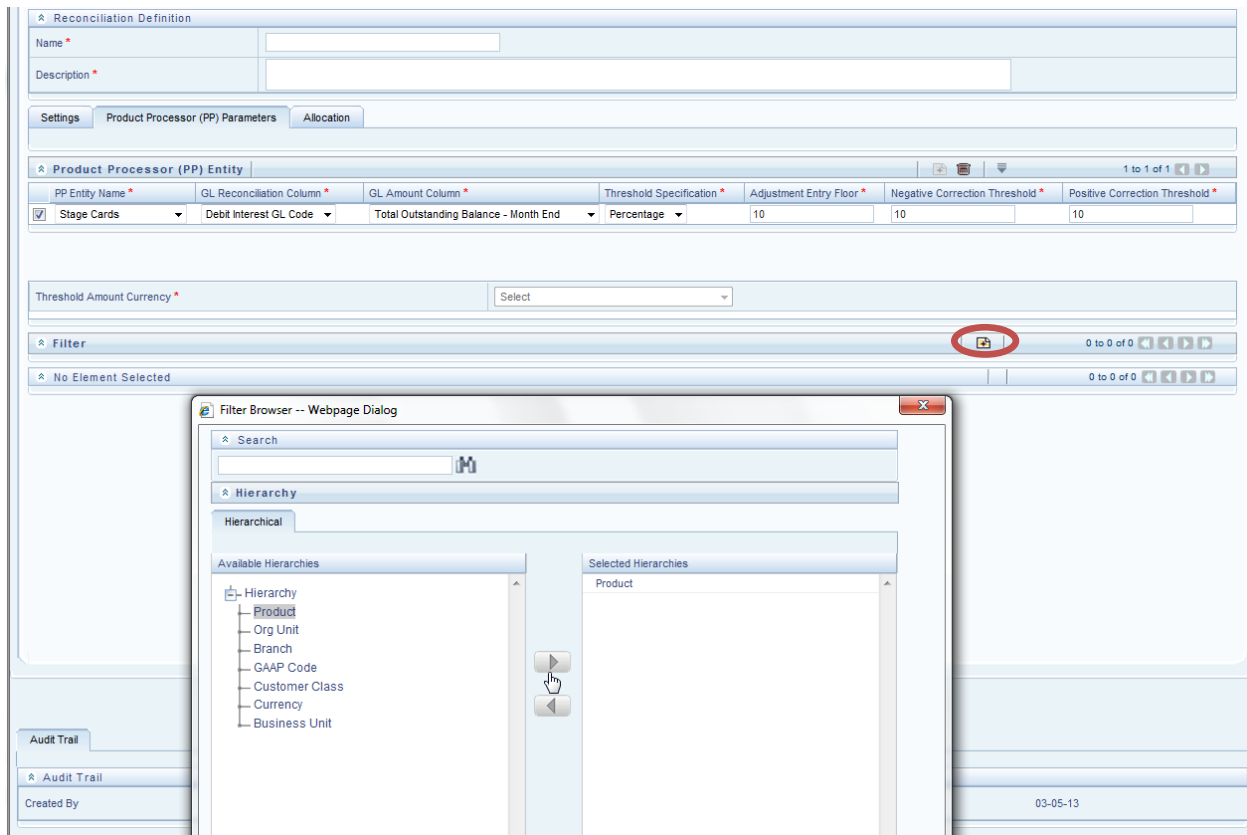 Reconciliation Definition
Name *
Description *
Settings Product Processor (PP) Parameters Allocation
Product Processor (PP) Entity 1 to 1 of 1
PP Entity Name * GL Reconciliation Column * GL Amount Column * Threshold Specification * Adjustment Entry Floor * Negative Correction Threshold * Positive Correction Threshold *
Stage Cards Debit Interest GL Code Total Outstanding Balance - Month End Percentage 10 10 10
Threshold Amount Currency * Select
Filter 0 to 0 of 0
No Element Selected 0 to 0 of 0
Filter Browser -- Webpage Dialog
Search
Hierarchy
Hierarchical
Available Hierarchies Selected Hierarchies
Hierarchy Product
Product
Org Unit
Branch
GAAP Code
Customer Class
Currency
Business Unit
Audit Trail
Audit Trail
Created By 03-05-13